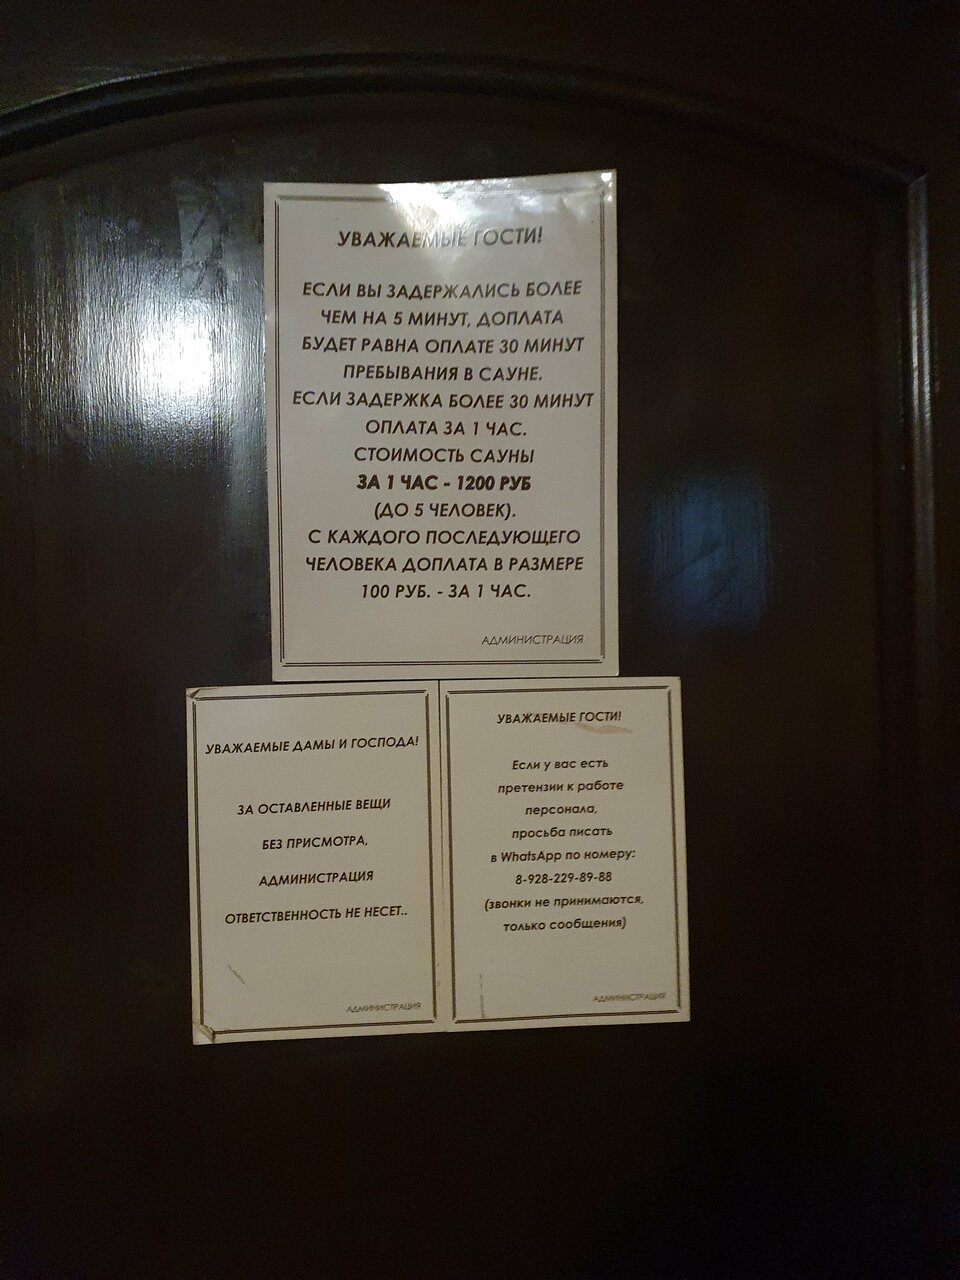 УВАЖАЕМЫЕ ГОСТИ!
ЕСЛИ ВЫ ЗАДЕРЖАЛИСЬ БОЛЕЕ
ЧЕМ НА 5 МИНУТ, ДОПЛАТА
БУДЕТ РАВНА ОПЛАТЕ 30 МИНУТ
ПРЕБЫВАНИЯ В САУНЕ.
ЕСЛИ ЗАДЕРЖКА БОЛЕЕ 30 МИНУТ
ОПЛАТА ЗА 1 ЧАС.
СТОИМОСТЬ САУНЫ
ЗА 1 ЧАС - 1200 РУБ
(ДО 5 ЧЕЛОВЕК).
С КАЖДОГО ПОСЛЕДУЮЩЕГО
ЧЕЛОВЕКА ДОПЛАТА В РАЗМЕРЕ
100 РУБ. - ЗА 1 ЧАС.
АДМИНИСТРАЦИЯ
УВАЖАЕМЫЕ ДАМЫ И ГОСПОДА!
ЗА ОСТАВЛЕННЫЕ ВЕЩИ
БЕЗ ПРИСМОТРА,
АДМИНИСТРАЦИЯ
ОТВЕТСТВЕННОСТЬ НЕ НЕСЕТ..
АДМИНИСТРАЦИЯ
УВАЖАЕМЫЕ ГОСТИ!
Если у вас есть
претензии к работе
персонала,
просьба писать
в WhatsApp по номеру:
8-928-229-89-88
(звонки не принимаются,
только сообщения)
АДМИНИСТРАЦИЯ